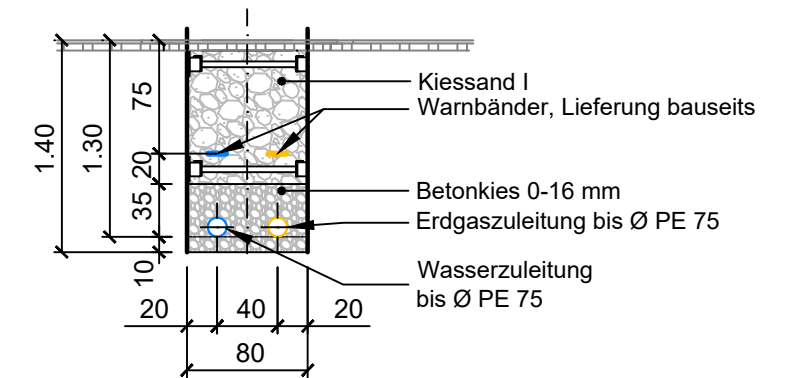 Kiessand I
Warnbänder, Lieferung bauseits
75
1.40
1.30
20
35
10
Betonkies 0-16 mm
Erdgaszuleitung bis Ø PE 75
Wasserzuleitung
bis Ø PE 75
20
40
20
80